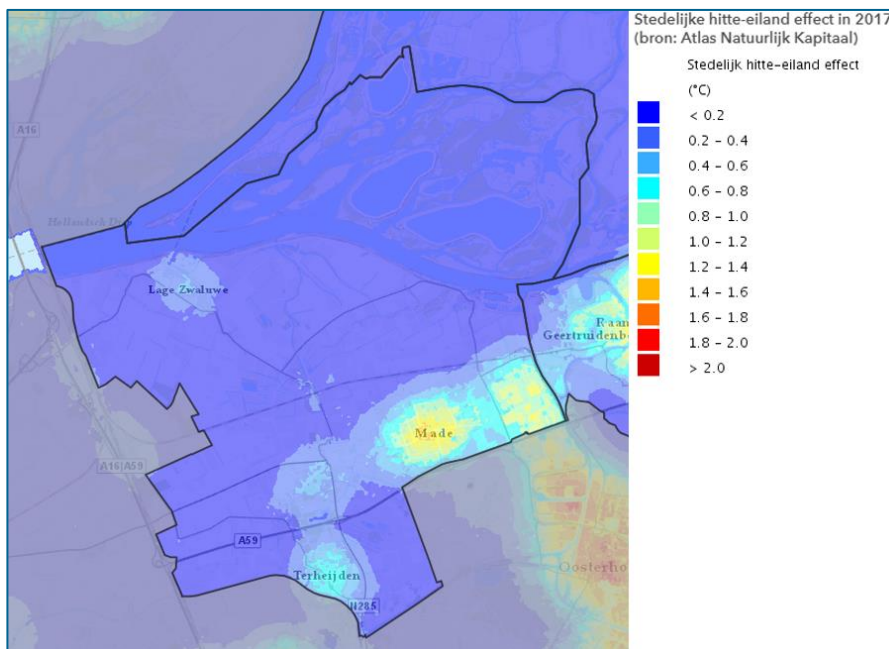 Stedelijke hitte-eiland effect in 2017
(bron: Atlas Natuurlijk Kapitaal)
Stedelijk hitte-eiland effect
(°C)
< 0.2
0.2 - 0.4
0.4 - 0.6
0.6 - 0.8
0.8 - 1.0
1.0 - 1.2
1.2 - 1.4
1.4 - 1.6
1.6 - 1.8
1.8 - 2.0
> 2.0
A16
Hollandsch Diep
Lage Zwaluwe
Raam
Geertruidenb
Made
A16|A59
A59
Terheijden
Oosterho
N285